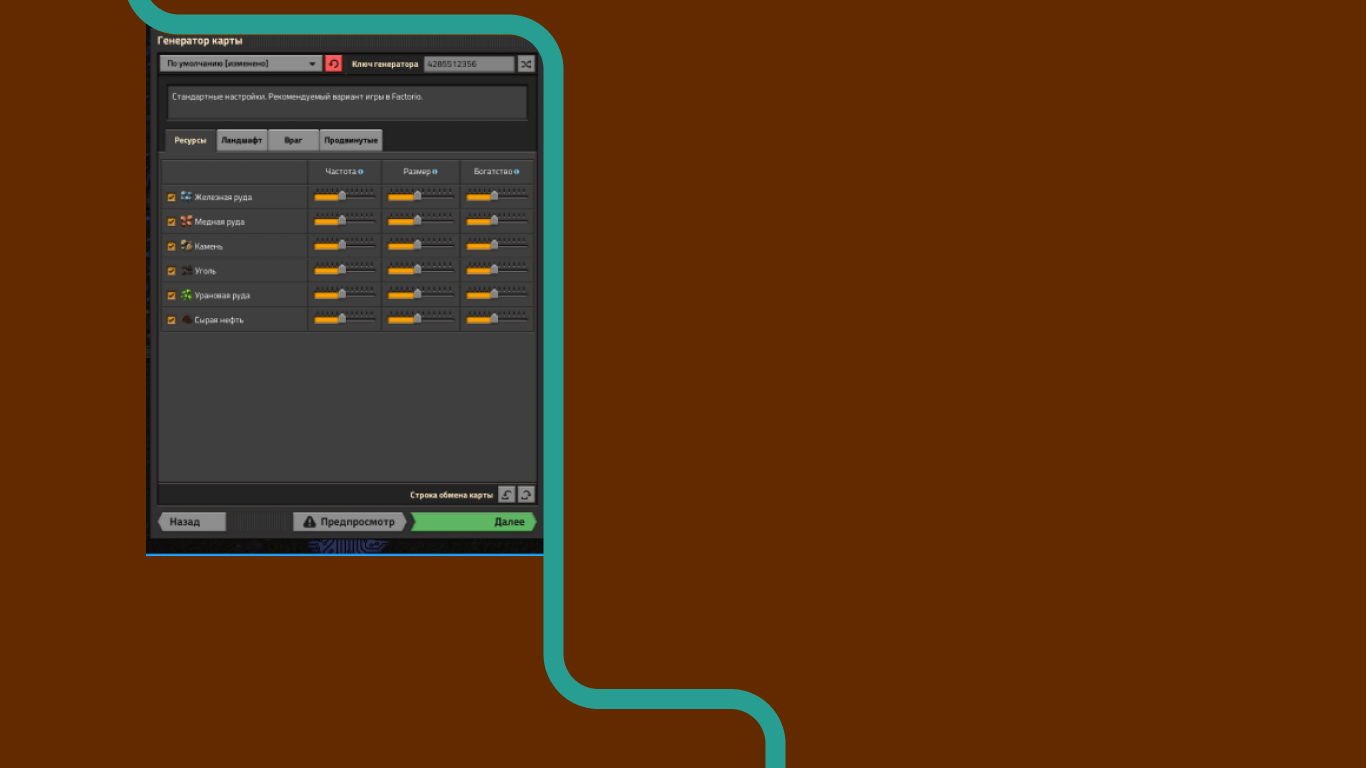 Генератор карты
По умолчанию [изменено] Ключ генератора 4285512356
Стандартные настройки. Рекомендуемый вариант игры в Factorio.
Ресурсы Ландшафт Враг Продвинутые
Частота Размер Богатство
Железная руда
Медная руда
Камень
Уголь
Урановая руда
Сырая нефть
Строка обмена карты
Назад Предпросмотр Далее